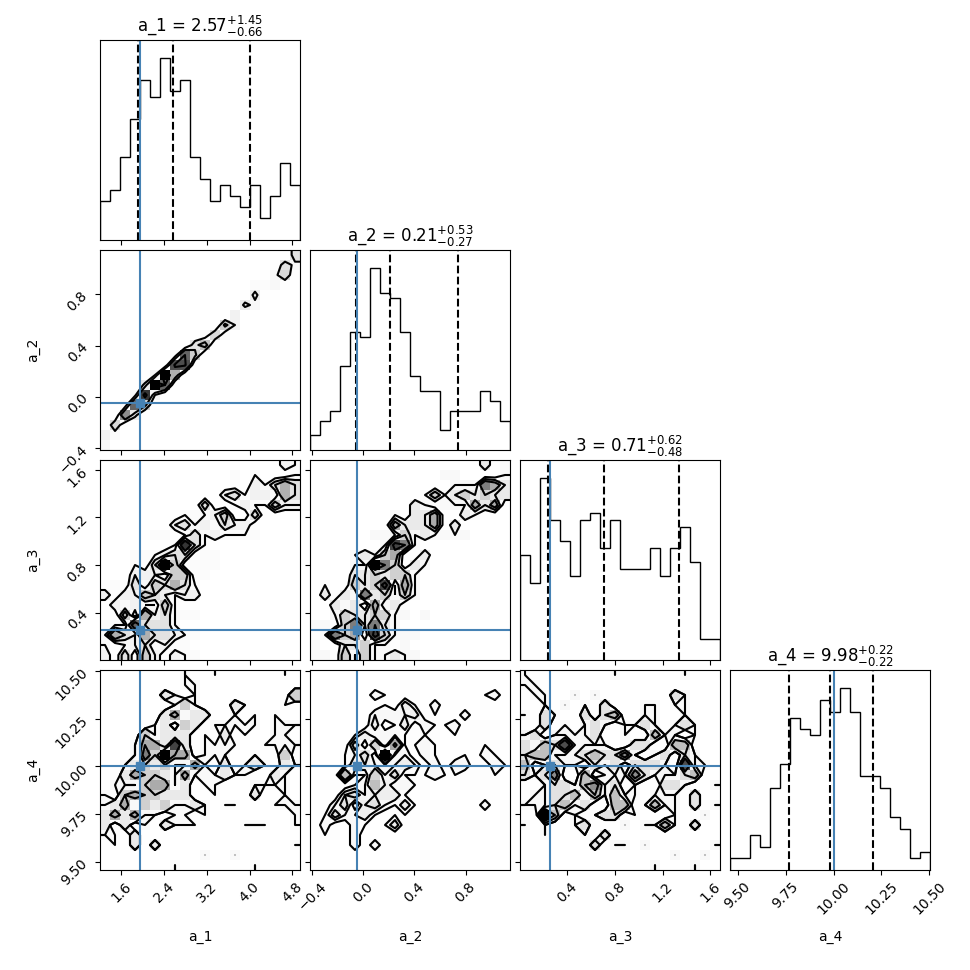 a_1 = 2.57+1.45−0.66
a_2 = 0.21+0.53−0.27
0.8
0.4
0.0
−0.4
a_2
a_3 = 0.71+0.62−0.48
1.6
1.2
0.8
0.4
a_3
a_4 = 9.98+0.22−0.22
10.50
10.25
10.00
9.75
9.50
a_4
1.6 2.4 3.2 4.0 4.8
−0.4 0.0 0.4 0.8
0.4 0.8 1.2 1.6
9.50 9.75 10.00 10.25 10.50
a_1 a_2 a_3 a_4